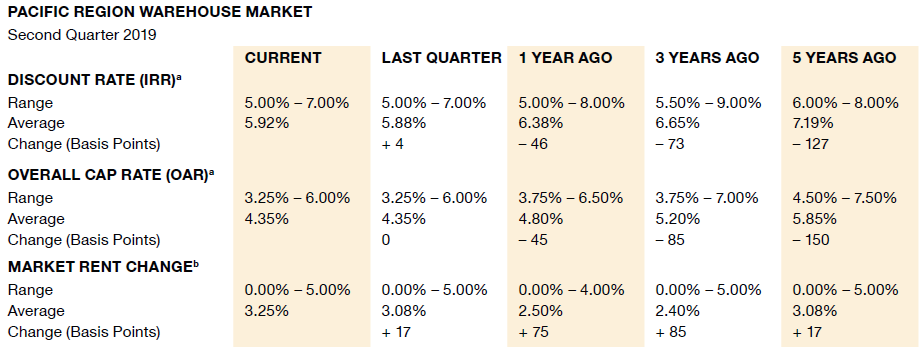 PACIFIC REGION WAREHOUSE MARKET
Second Quarter 2019
CURRENT LAST QUARTER 1 YEAR AGO 3 YEARS AGO 5 YEARS AGO
DISCOUNT RATE (IRR)ᵃ
Range 5.00% – 7.00% 5.00% – 7.00% 5.00% – 8.00% 5.50% – 9.00% 6.00% – 8.00%
Average 5.92% 5.88% 6.38% 6.65% 7.19%
Change (Basis Points) + 4 – 46 – 73 – 127
OVERALL CAP RATE (OAR)ᵃ
Range 3.25% – 6.00% 3.25% – 6.00% 3.75% – 6.50% 3.75% – 7.00% 4.50% – 7.50%
Average 4.35% 4.35% 4.80% 5.20% 5.85%
Change (Basis Points) 0 – 45 – 85 – 150
MARKET RENT CHANGEᵇ
Range 0.00% – 5.00% 0.00% – 5.00% 0.00% – 4.00% 0.00% – 5.00% 0.00% – 5.00%
Average 3.25% 3.08% 2.50% 2.40% 3.08%
Change (Basis Points) + 17 + 75 + 85 + 17